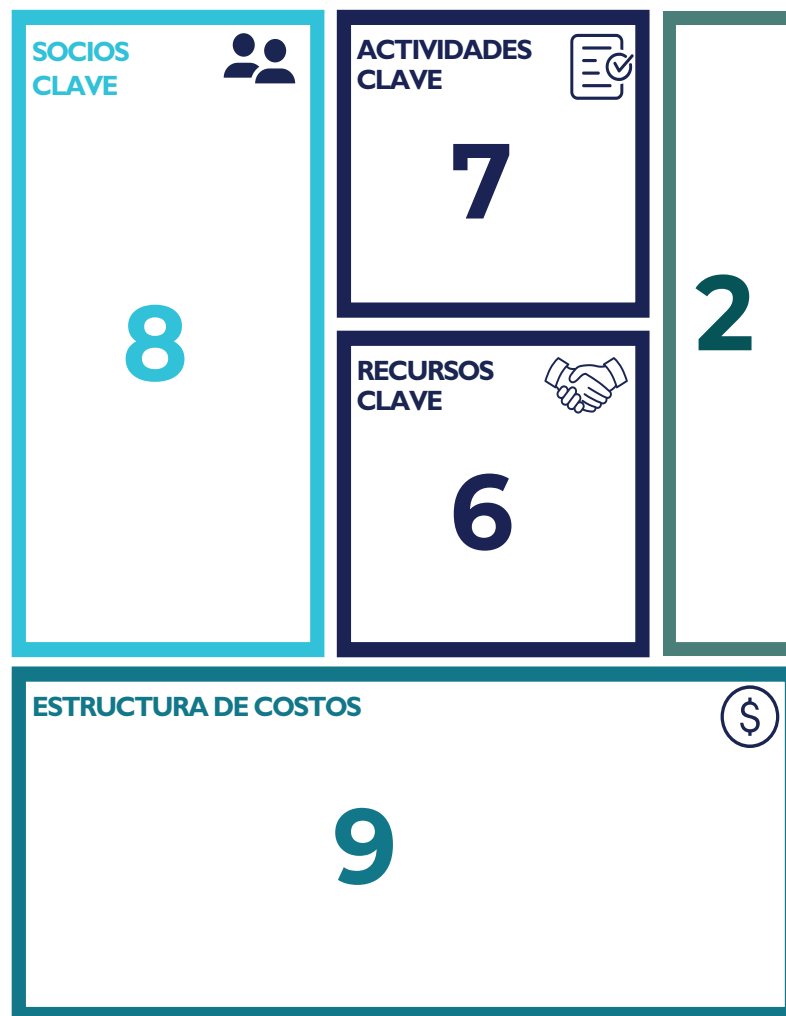 SOCIOS
CLAVE
8
ACTIVIDADES
CLAVE
7
RECURSOS
CLAVE
6
2
ESTRUCTURA DE COSTOS
$
9